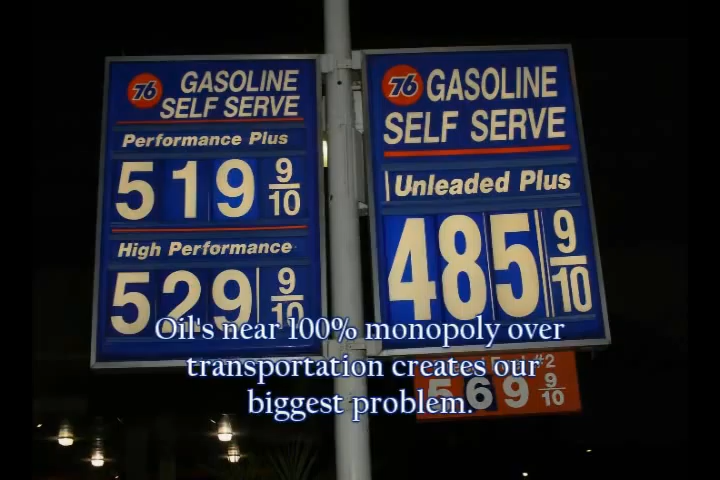 76 GASOLINE
SELF SERVE
Performance Plus
519 9/10
High Performance
529 9/10
76 GASOLINE
SELF SERVE
Unleaded Plus
485 9/10
#2
569 9/10
Oil's near 100% monopoly over
transportation creates our
biggest problem.